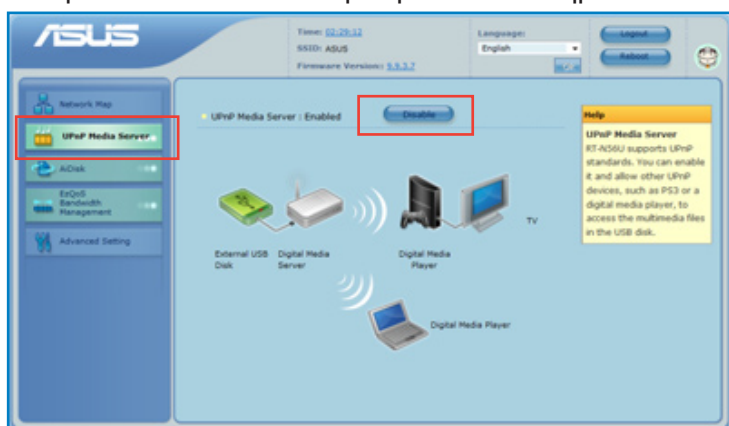 ASUS
Time: 02:29:12
SSID: ASUS
Firmware Version: 9.9.3.7
Language:
English
Logout
Reboot
Network Map
UPnP Media Server
AiDisk
EzQoS
Bandwidth
Management
Advanced Setting
UPnP Media Server : Enabled
Disable
External USB
Disk
Digital Media
Server
Digital Media
Player
TV
Digital Media Player
Help
UPnP Media Server
RT-N56U supports UPnP
standards. You can enable
it and allow other UPnP
devices, such as PS3 or a
digital media player, to
access the multimedia files
in the USB disk.